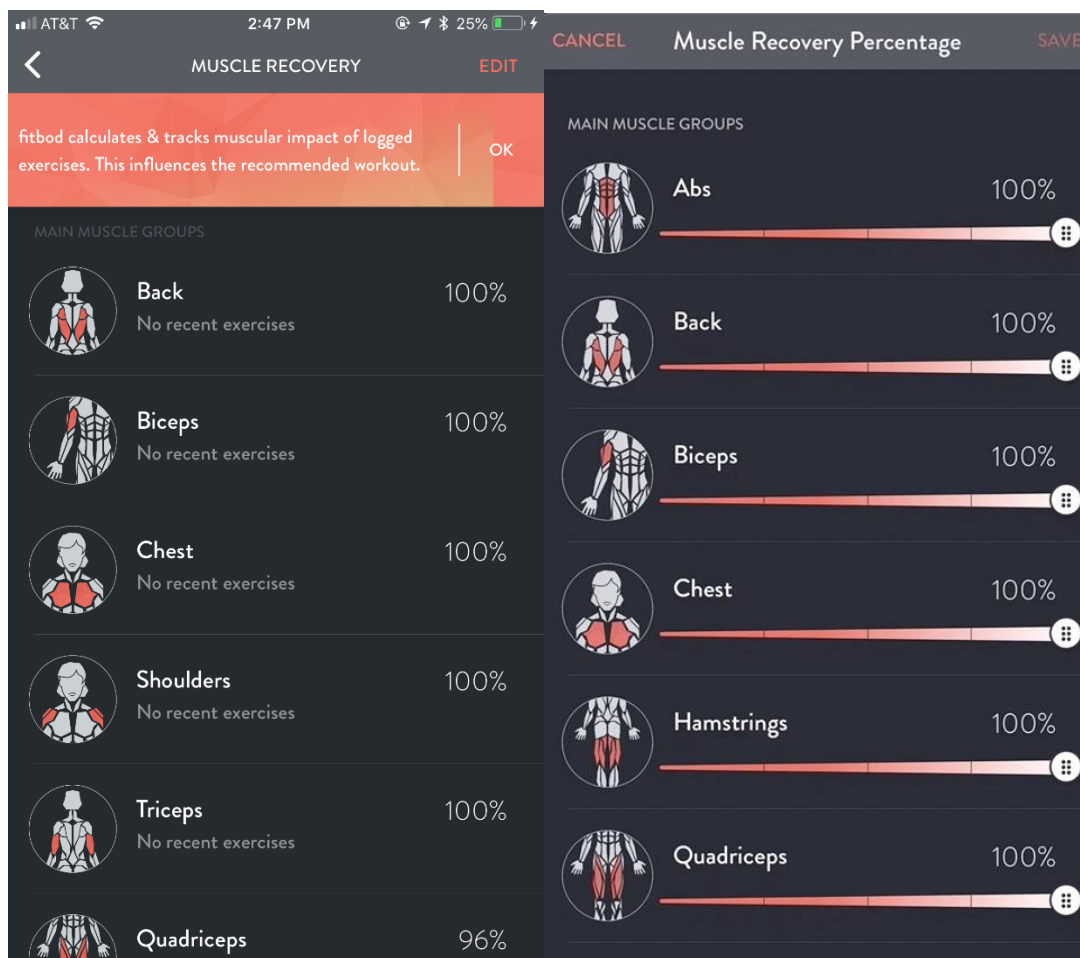 AT&T 2:47 PM 25%
MUSCLE RECOVERY EDIT
fitbod calculates & tracks muscular impact of logged
exercises. This influences the recommended workout.
OK
MAIN MUSCLE GROUPS
Back 100%
No recent exercises
Biceps 100%
No recent exercises
Chest 100%
No recent exercises
Shoulders 100%
No recent exercises
Triceps 100%
No recent exercises
Quadriceps 96%
CANCEL Muscle Recovery Percentage SAVE
MAIN MUSCLE GROUPS
Abs 100%
Back 100%
Biceps 100%
Chest 100%
Hamstrings 100%
Quadriceps 100%